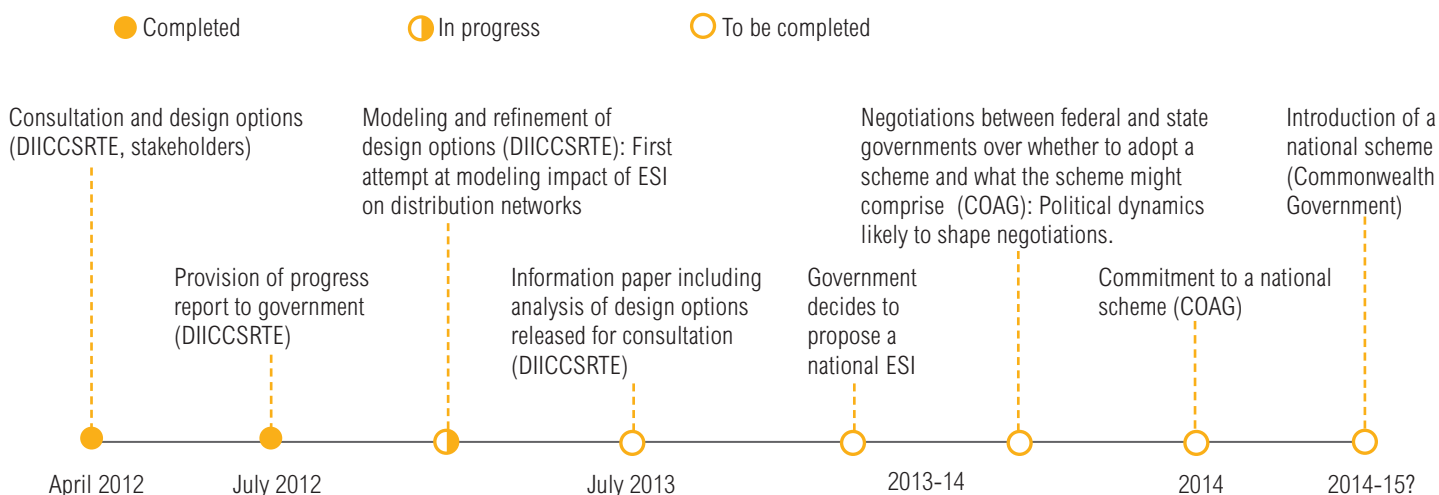 Completed
In progress
To be completed
Consultation and design options
(DIICCSRTE, stakeholders)
Modeling and refinement of
design options (DIICCSRTE): First
attempt at modeling impact of ESI
on distribution networks
Negotiations between federal and state
governments over whether to adopt a
scheme and what the scheme might
comprise (COAG): Political dynamics
likely to shape negotiations.
Introduction of a
national scheme
(Commonwealth
Government)
Provision of progress
report to government
(DIICCSRTE)
Information paper including
analysis of design options
released for consultation
(DIICCSRTE)
Government
decides to
propose a
national ESI
Commitment to a national
scheme (COAG)
April 2012
July 2012
July 2013
2013-14
2014
2014-15?